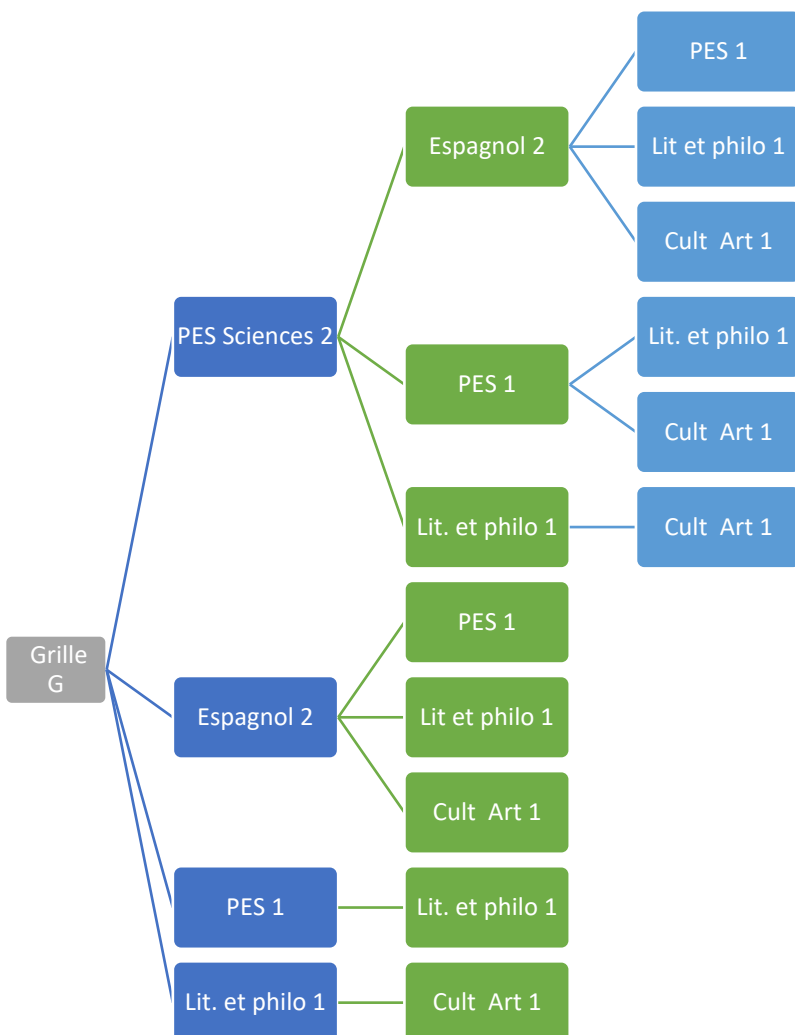 PES 1
Espagnol 2
Lit et philo 1
Cult  Art 1
PES Sciences 2
Lit. et philo 1
PES 1
Cult  Art 1
Lit. et philo 1
Cult  Art 1
PES 1
Grille
G
Espagnol 2
Lit et philo 1
Cult  Art 1
PES 1
Lit. et philo 1
Lit. et philo 1
Cult  Art 1